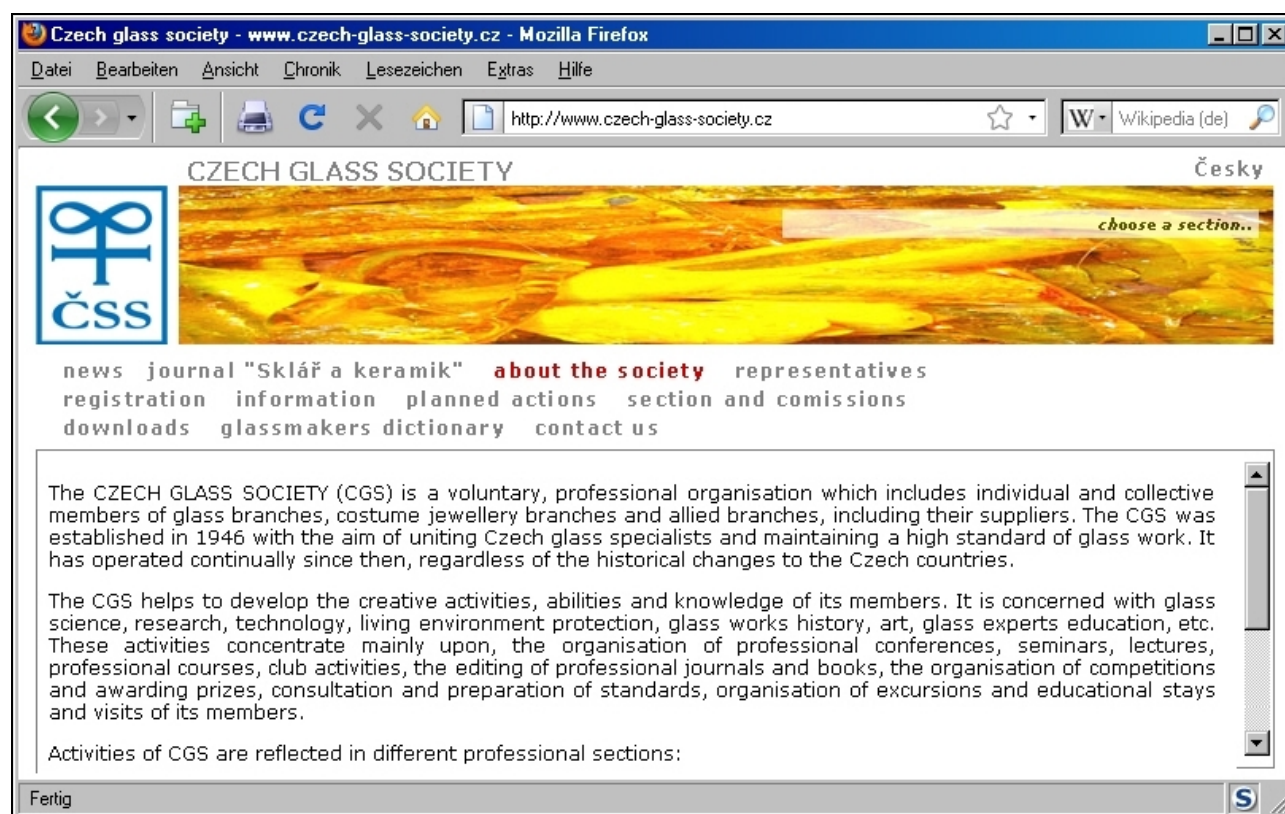 Czech glass society - www.czech-glass-society.cz - Mozilla Firefox
Datei Bearbeiten Ansicht Chronik Lesezeichen Extras Hilfe
http://www.czech-glass-society.cz W Wikipedia (de)
CZECH GLASS SOCIETY Česky
choose a section..
ČSS
news journal "Sklář a keramik" about the society representatives
registration information planned actions section and comissions
downloads glassmakers dictionary contact us
The CZECH GLASS SOCIETY (CGS) is a voluntary, professional organisation which includes individual and collective
members of glass branches, costume jewellery branches and allied branches, including their suppliers. The CGS was
established in 1946 with the aim of uniting Czech glass specialists and maintaining a high standard of glass work. It
has operated continually since then, regardless of the historical changes to the Czech countries.
The CGS helps to develop the creative activities, abilities and knowledge of its members. It is concerned with glass
science, research, technology, living environment protection, glass works history, art, glass experts education, etc.
These activities concentrate mainly upon, the organisation of professional conferences, seminars, lectures,
professional courses, club activities, the editing of professional journals and books, the organisation of competitions
and awarding prizes, consultation and preparation of standards, organisation of excursions and educational stays
and visits of its members.
Activities of CGS are reflected in different professional sections:
Fertig S